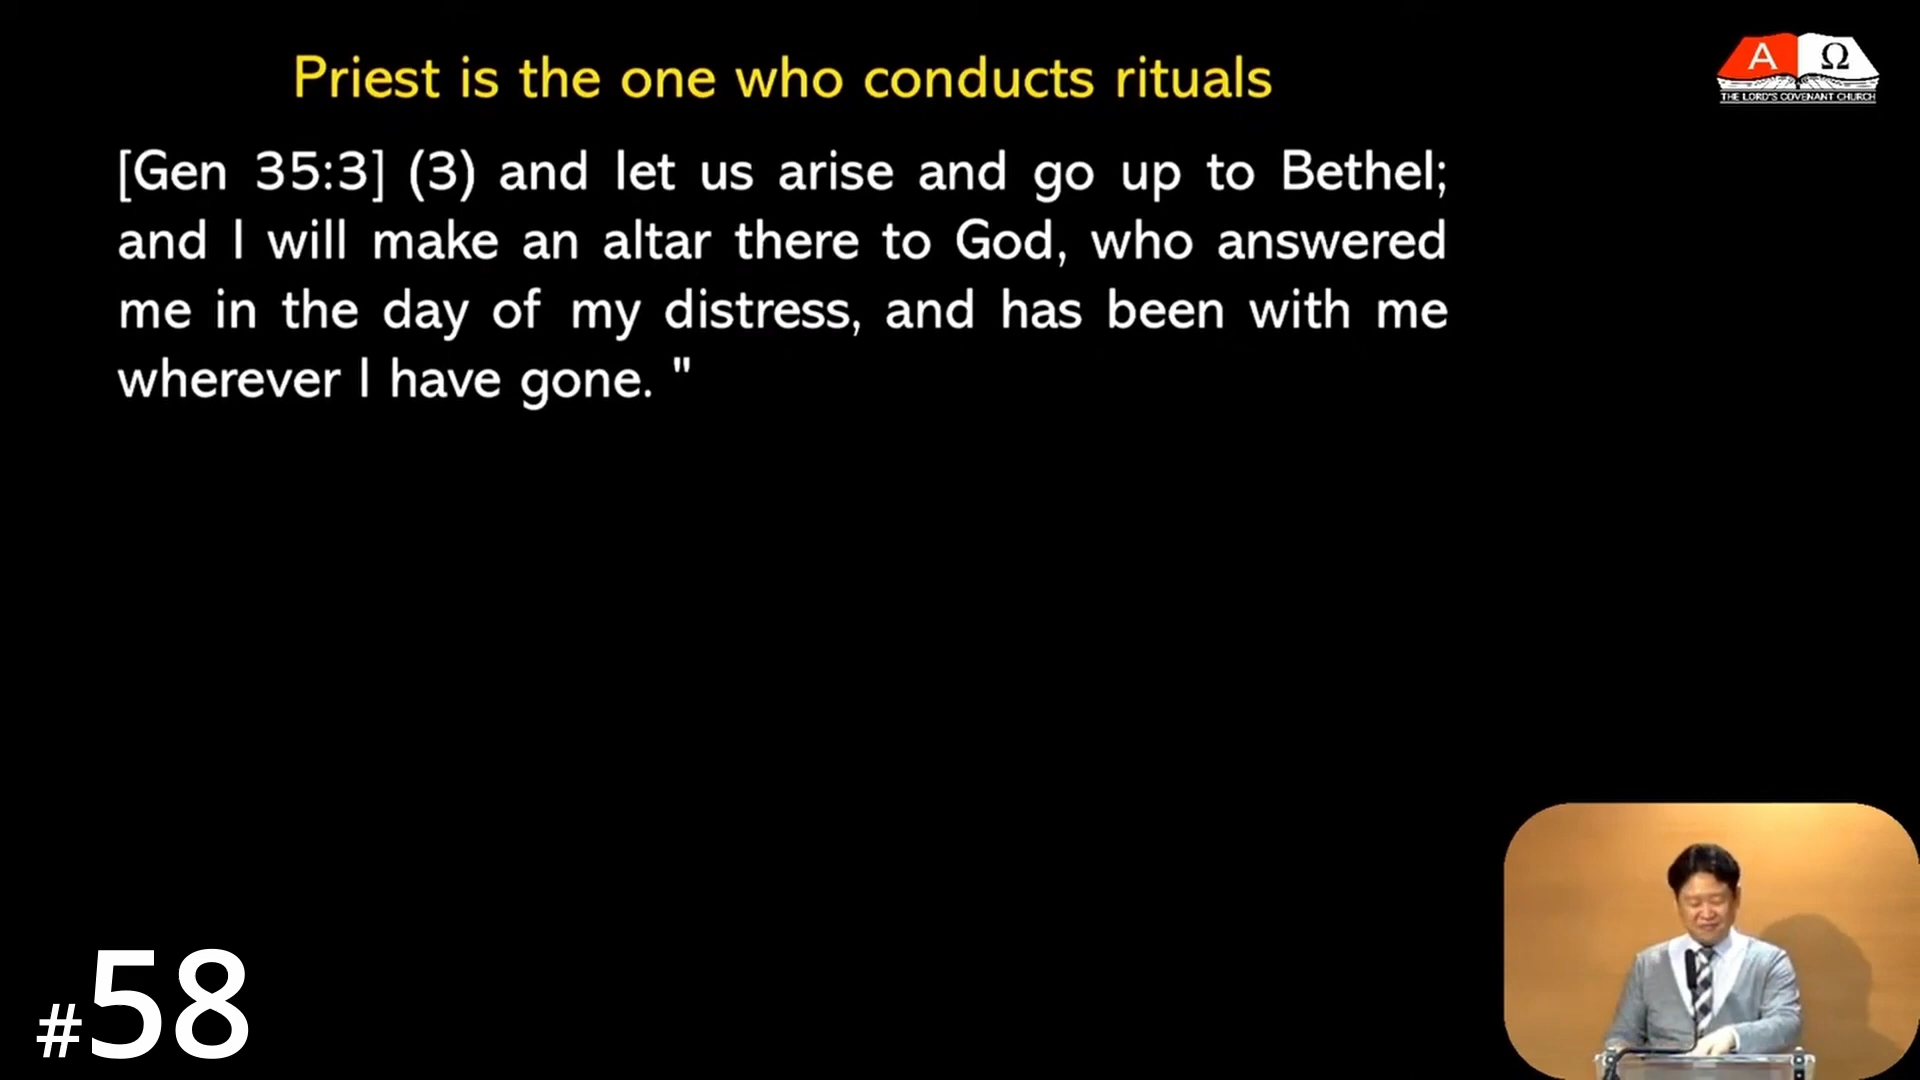 Priest is the one who conducts rituals
A Ω
THE LORD'S COVENANT CHURCH
[Gen 35:3] (3) and let us arise and go up to Bethel;
and I will make an altar there to God, who answered
me in the day of my distress, and has been with me
wherever I have gone. "
#58